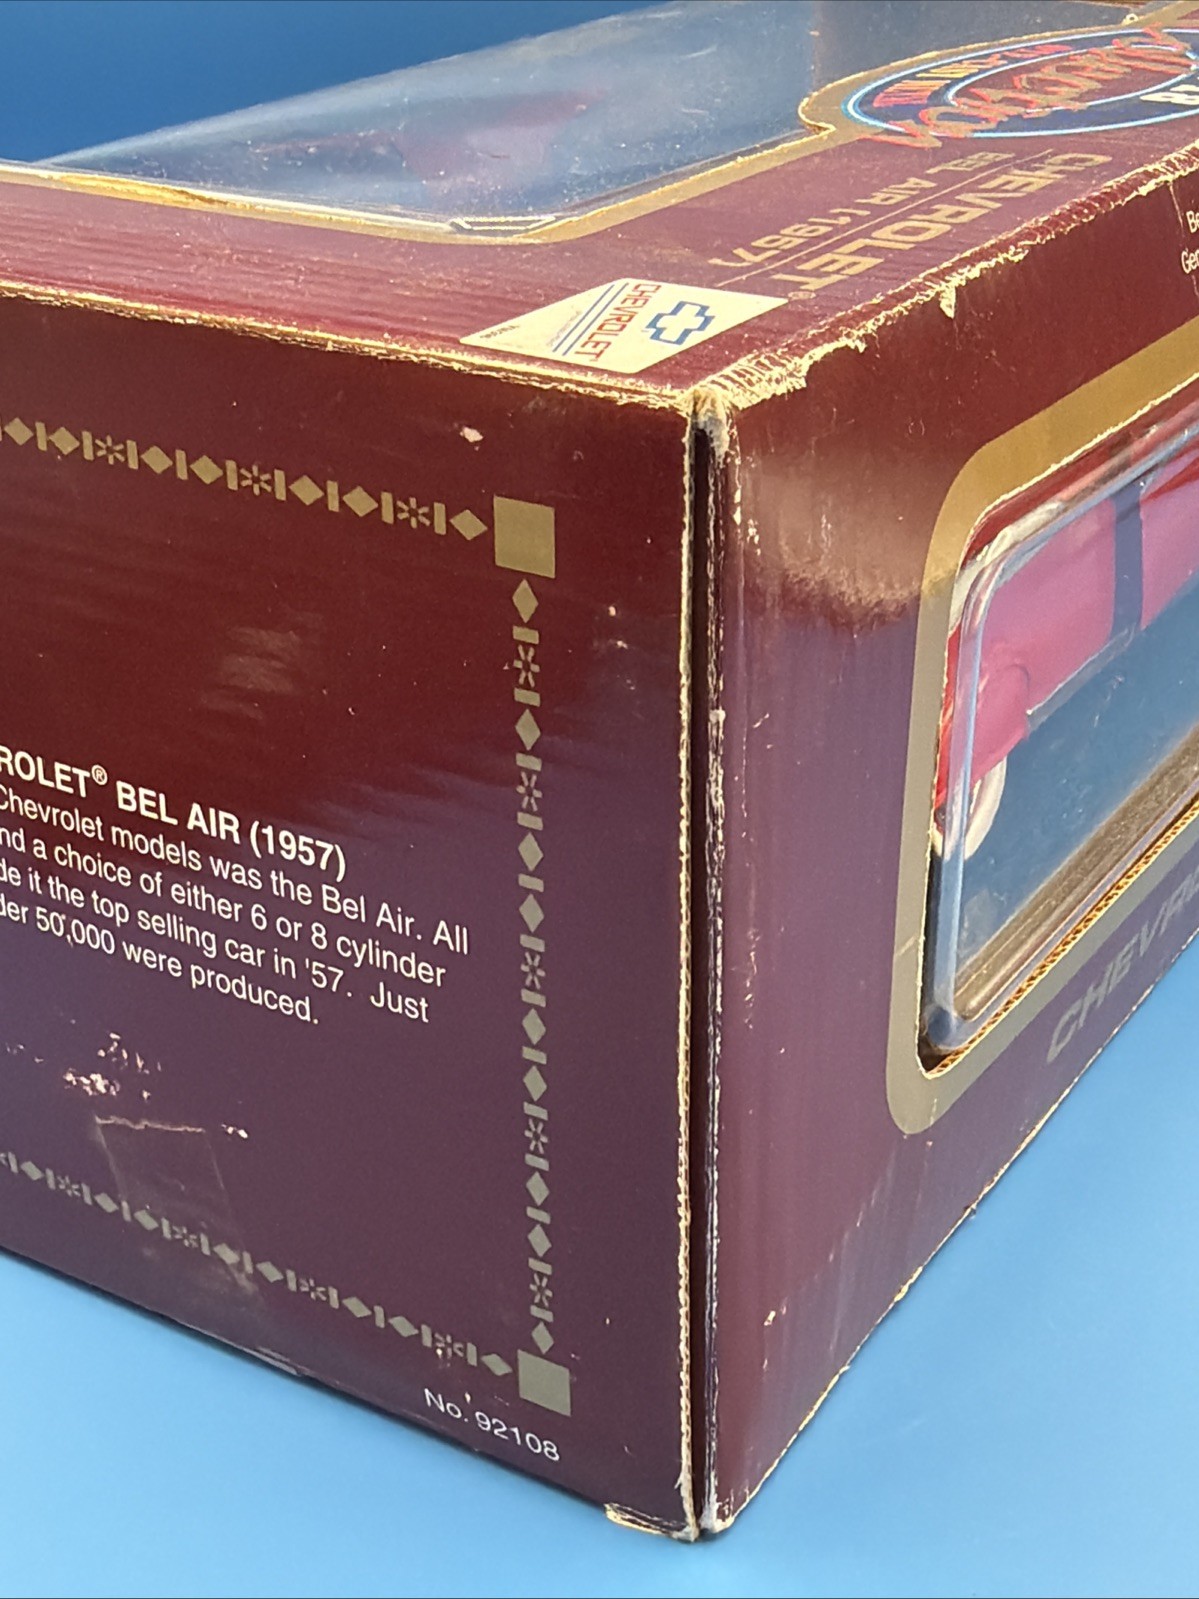 CHEVROLET
BEL AIR (1957)
CHEVROLET
ROLET® BEL AIR (1957)
Chevrolet models was the Bel Air. All
nd a choice of either 6 or 8 cylinder
de it the top selling car in '57. Just
der 50,000 were produced.
No. 92108
CHEV